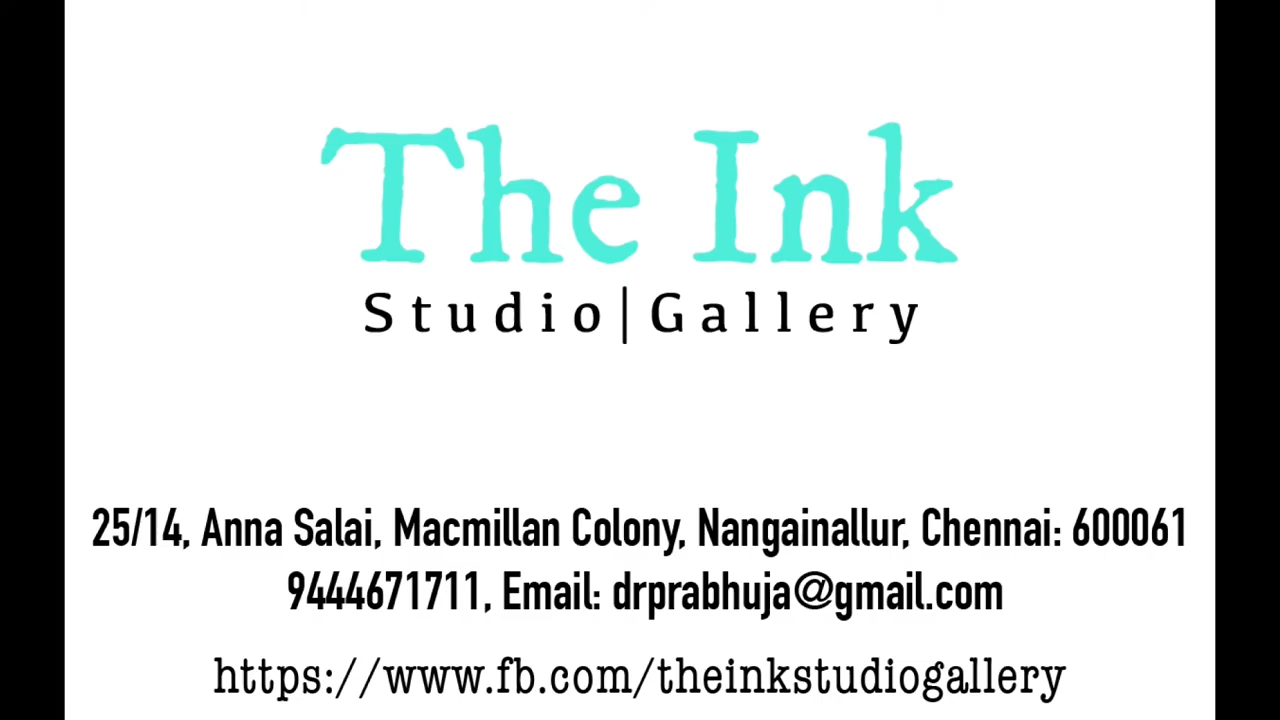 The Ink
Studio|Gallery
25/14, Anna Salai, Macmillan Colony, Nangainallur, Chennai: 600061
9444671711, Email: drprabhuja@gmail.com
https://www.fb.com/theinkstudiogallery